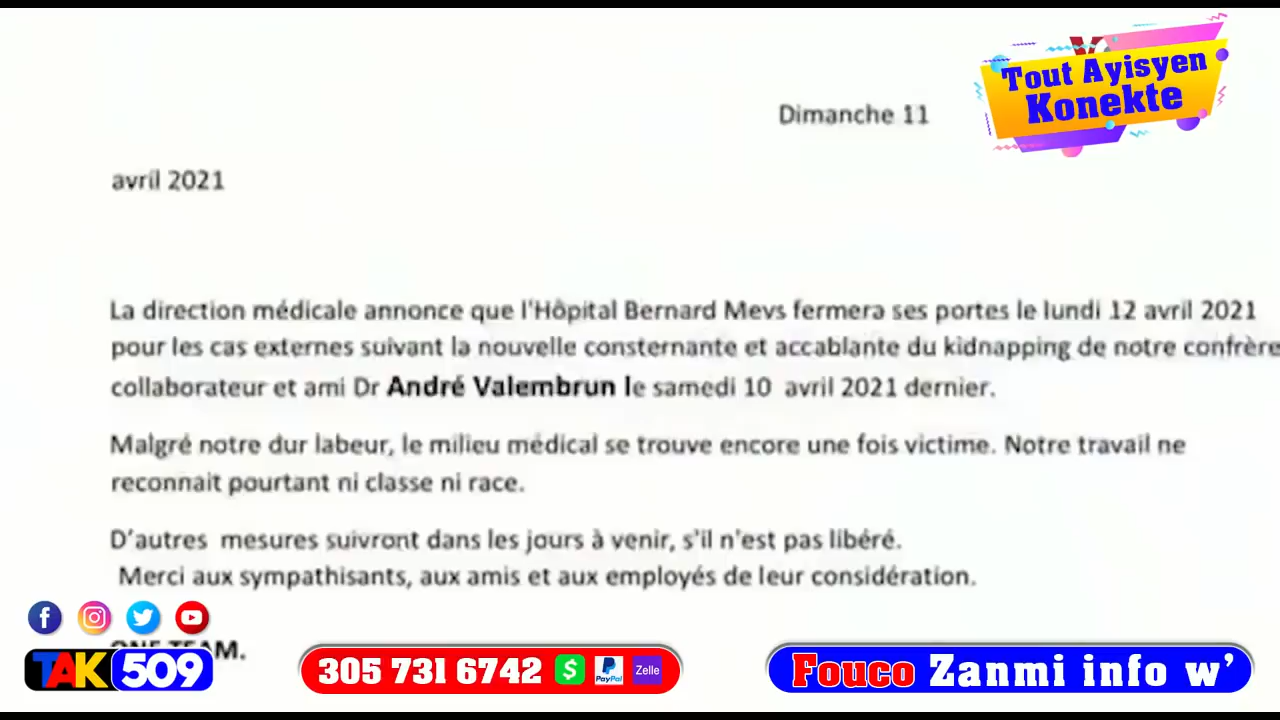 Tout Ayisyen
Konekte
Dimanche 11
avril 2021
La direction médicale annonce que l'Hôpital Bernard Mevs fermera ses portes le lundi 12 avril 2021
pour les cas externes suivant la nouvelle consternante et accablante du kidnapping de notre confrère
collaborateur et ami Dr André Valembrun le samedi 10 avril 2021 dernier.
Malgré notre dur labeur, le milieu médical se trouve encore une fois victime. Notre travail ne
reconnait pourtant ni classe ni race.
D’autres mesures suivront dans les jours à venir, s'il n'est pas libéré.
Merci aux sympathisants, aux amis et aux employés de leur considération.
ONE TEAM.
TAK 509
305 731 6742 $ PayPal Zelle
Fouco Zanmi info w’